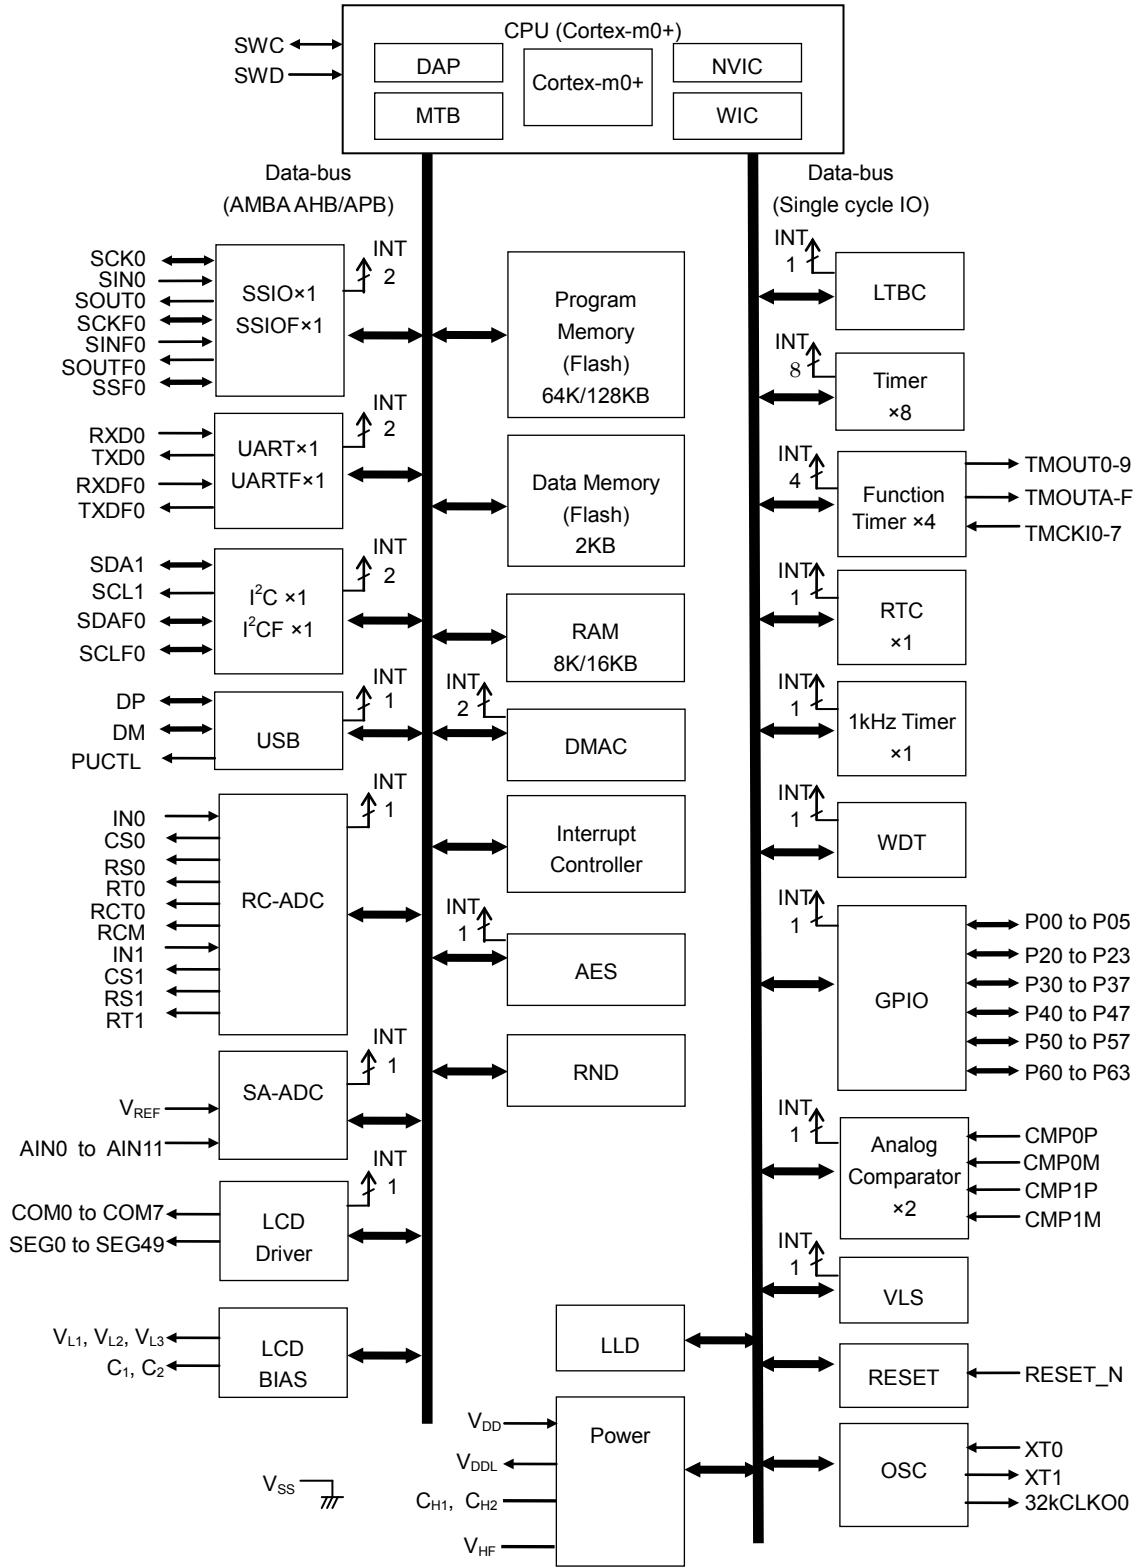 CPU (Cortex-m0+)
SWC
SWD
DAP
MTB
Cortex-m0+
NVIC
WIC
Data-bus
(AMBA AHB/APB)
Data-bus
(Single cycle IO)
SCK0
SIN0
SOUT0
SCKF0
SINF0
SOUTF0
SSF0
SSIO×1
SSIOF×1
INT
2
RXD0
TXD0
RXDF0
TXDF0
UART×1
UARTF×1
INT
2
SDA1
SCL1
SDAF0
SCLF0
I²C ×1
I²CF ×1
INT
2
DP
DM
PUCTL
USB
INT
1
IN0
CS0
RS0
RT0
RCT0
RCM
IN1
CS1
RS1
RT1
RC-ADC
INT
1
VREF
AIN0 to AIN11
SA-ADC
INT
1
COM0 to COM7
SEG0 to SEG49
LCD
Driver
INT
1
VL1, VL2, VL3
C1, C2
LCD
BIAS
VSS
Program
Memory
(Flash)
64K/128KB
Data Memory
(Flash)
2KB
RAM
8K/16KB
INT
2
DMAC
Interrupt
Controller
INT
1
AES
RND
LLD
VDD
VDDL
CH1, CH2
VHF
Power
INT
1
LTBC
INT
8
Timer
×8
INT
4
Function
Timer ×4
TMOUT0-9
TMOUTA-F
TMCKI0-7
INT
1
RTC
×1
INT
1
1kHz Timer
×1
INT
1
WDT
INT
1
GPIO
P00 to P05
P20 to P23
P30 to P37
P40 to P47
P50 to P57
P60 to P63
INT
1
Analog
Comparator
×2
CMP0P
CMP0M
CMP1P
CMP1M
INT
1
VLS
RESET
RESET_N
OSC
XT0
XT1
32kCLKO0